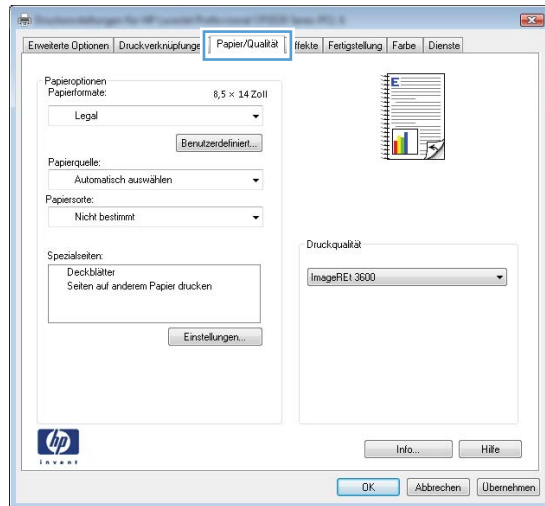 Erweiterte Optionen Druckverknüpfunge Papier/Qualität ffekte Fertigstellung Farbe Dienste
Papieroptionen
Papierformate: 8,5 × 14 Zoll
Legal
Benutzerdefiniert...
Papierquelle:
Automatisch auswählen
Papiersorte:
Nicht bestimmt
Spezialseiten:
Deckblätter
Seiten auf anderem Papier drucken
Einstellungen...
E
Druckqualität
ImageREt 3600
hp
invent
Info... Hilfe
OK Abbrechen Übernehmen